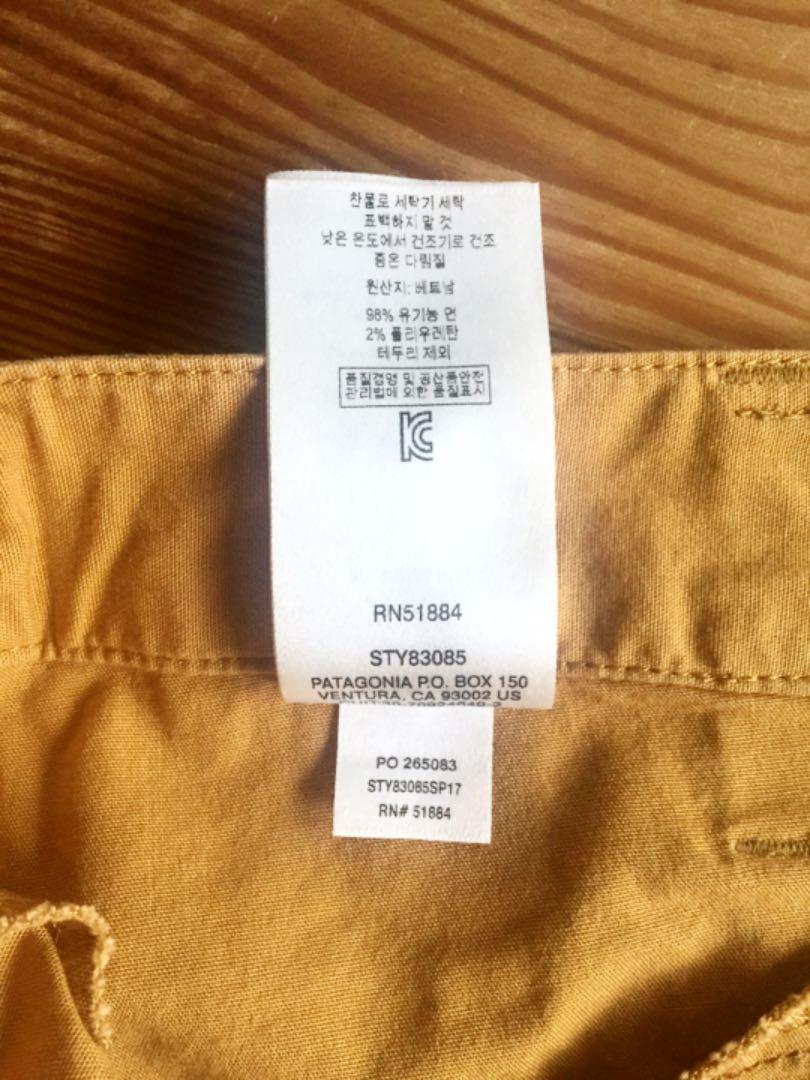 찬물로 세탁기 세탁
표백하지 말 것
낮은 온도에서 건조기로 건조
중온 다림질
원산지: 베트남
98% 유기농 면
2% 폴리우레탄
테두리 제외
품질경영 및 공산품안전
관리법에 의한 품질표시
RN51884
STY83085
PATAGONIA P.O. BOX 150
VENTURA, CA 93002 US
PO 265083
STY83085SP17
RN# 51884